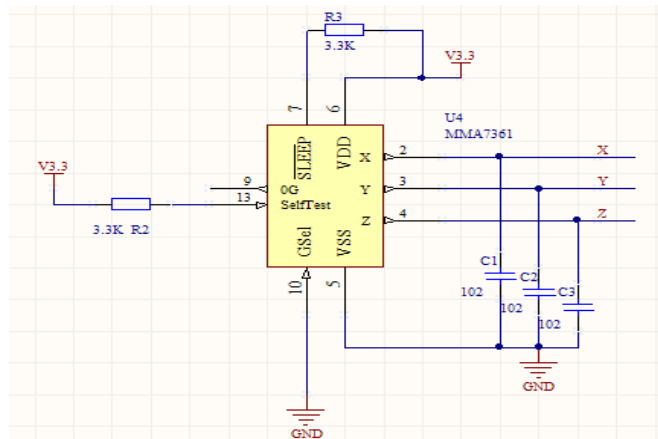 R3
3.3K
V3.3
7
6
U4
MMA7361
SLEEP
VDD
X
2
X
V3.3
9
0G
Y
3
Y
13
SelfTest
Z
4
Z
3.3K R2
GSel
VSS
C1
C2
C3
102
102
102
10
5
GND
GND